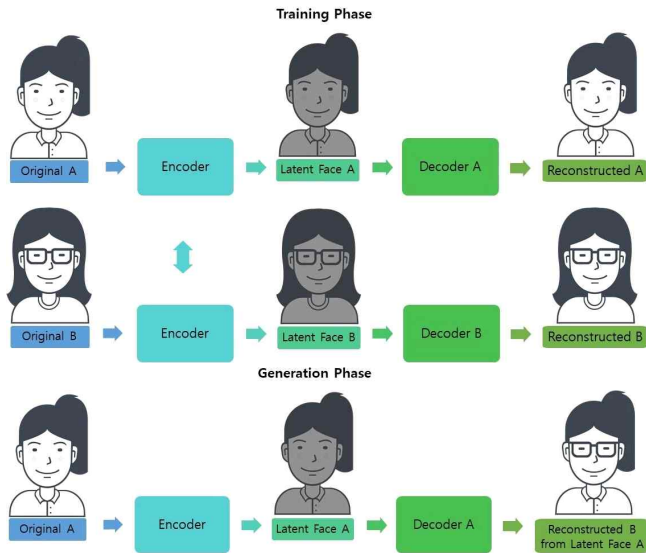 Training Phase
Original A
Encoder
Latent Face A
Decoder A
Reconstructed A
Original B
Encoder
Latent Face B
Decoder B
Reconstructed B
Generation Phase
Original A
Encoder
Latent Face A
Decoder A
Reconstructed B
from Latent Face A